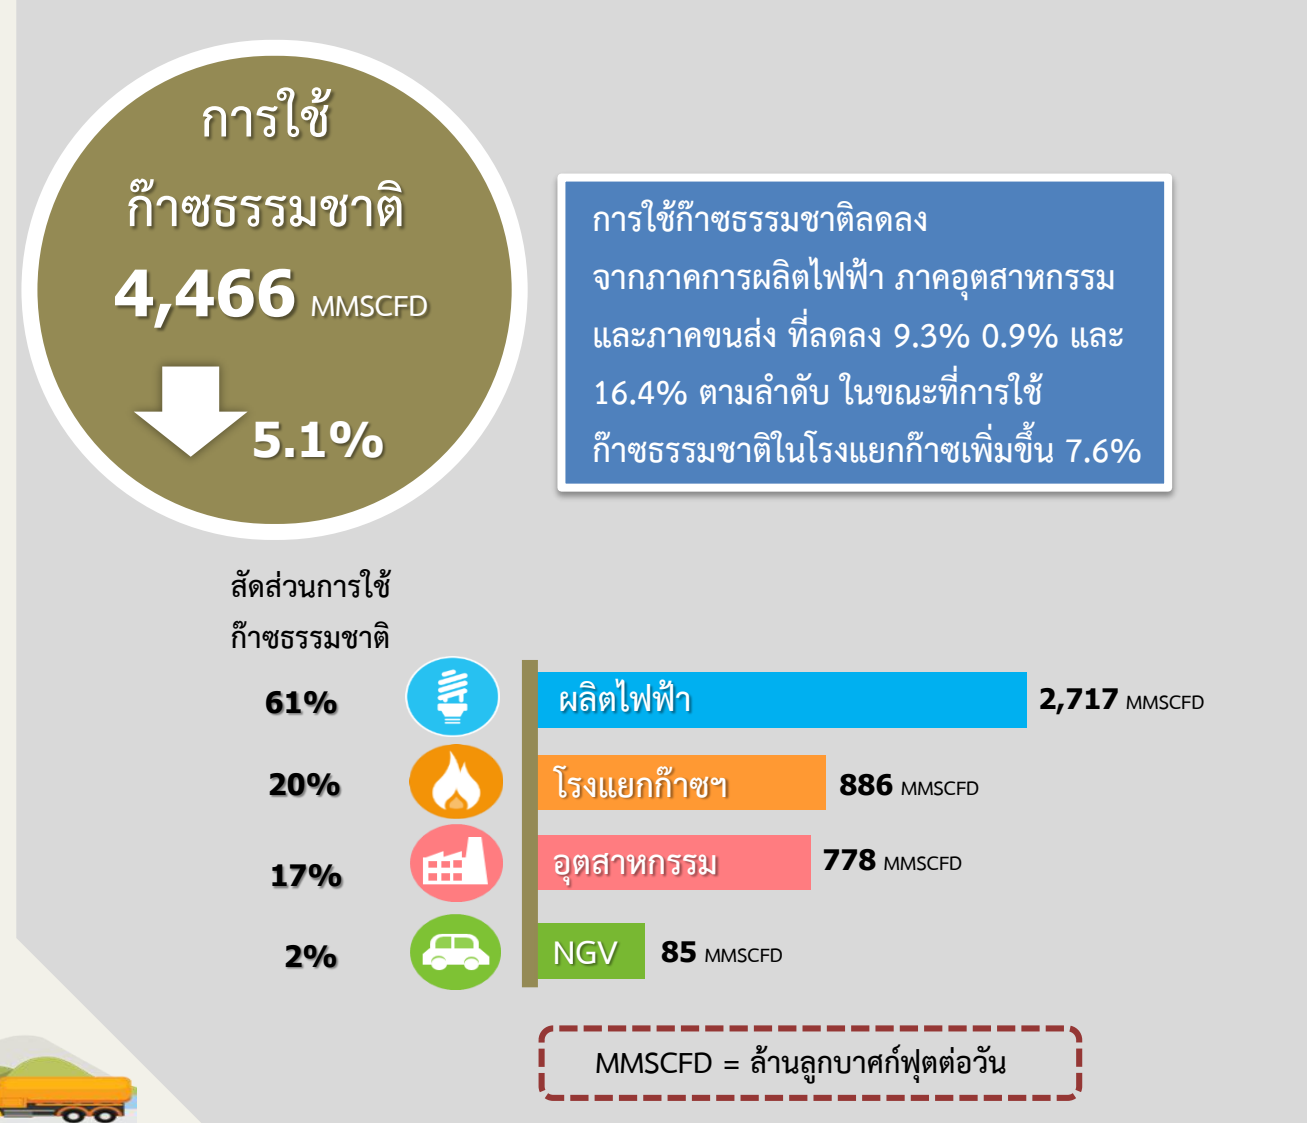 การใช้
ก๊าซธรรมชาติ
4,466 MMSCFD
5.1%
การใช้ก๊าซธรรมชาติลดลง
จากภาคการผลิตไฟฟ้า ภาคอุตสาหกรรม
และภาคขนส่ง ที่ลดลง 9.3% 0.9% และ
16.4% ตามลำดับ ในขณะที่การใช้
ก๊าซธรรมชาติในโรงแยกก๊าซเพิ่มขึ้น 7.6%
สัดส่วนการใช้
ก๊าซธรรมชาติ
61% ผลิตไฟฟ้า 2,717 MMSCFD
20% โรงแยกก๊าซฯ 886 MMSCFD
17% อุตสาหกรรม 778 MMSCFD
2% NGV 85 MMSCFD
MMSCFD = ล้านลูกบาศก์ฟุตต่อวัน